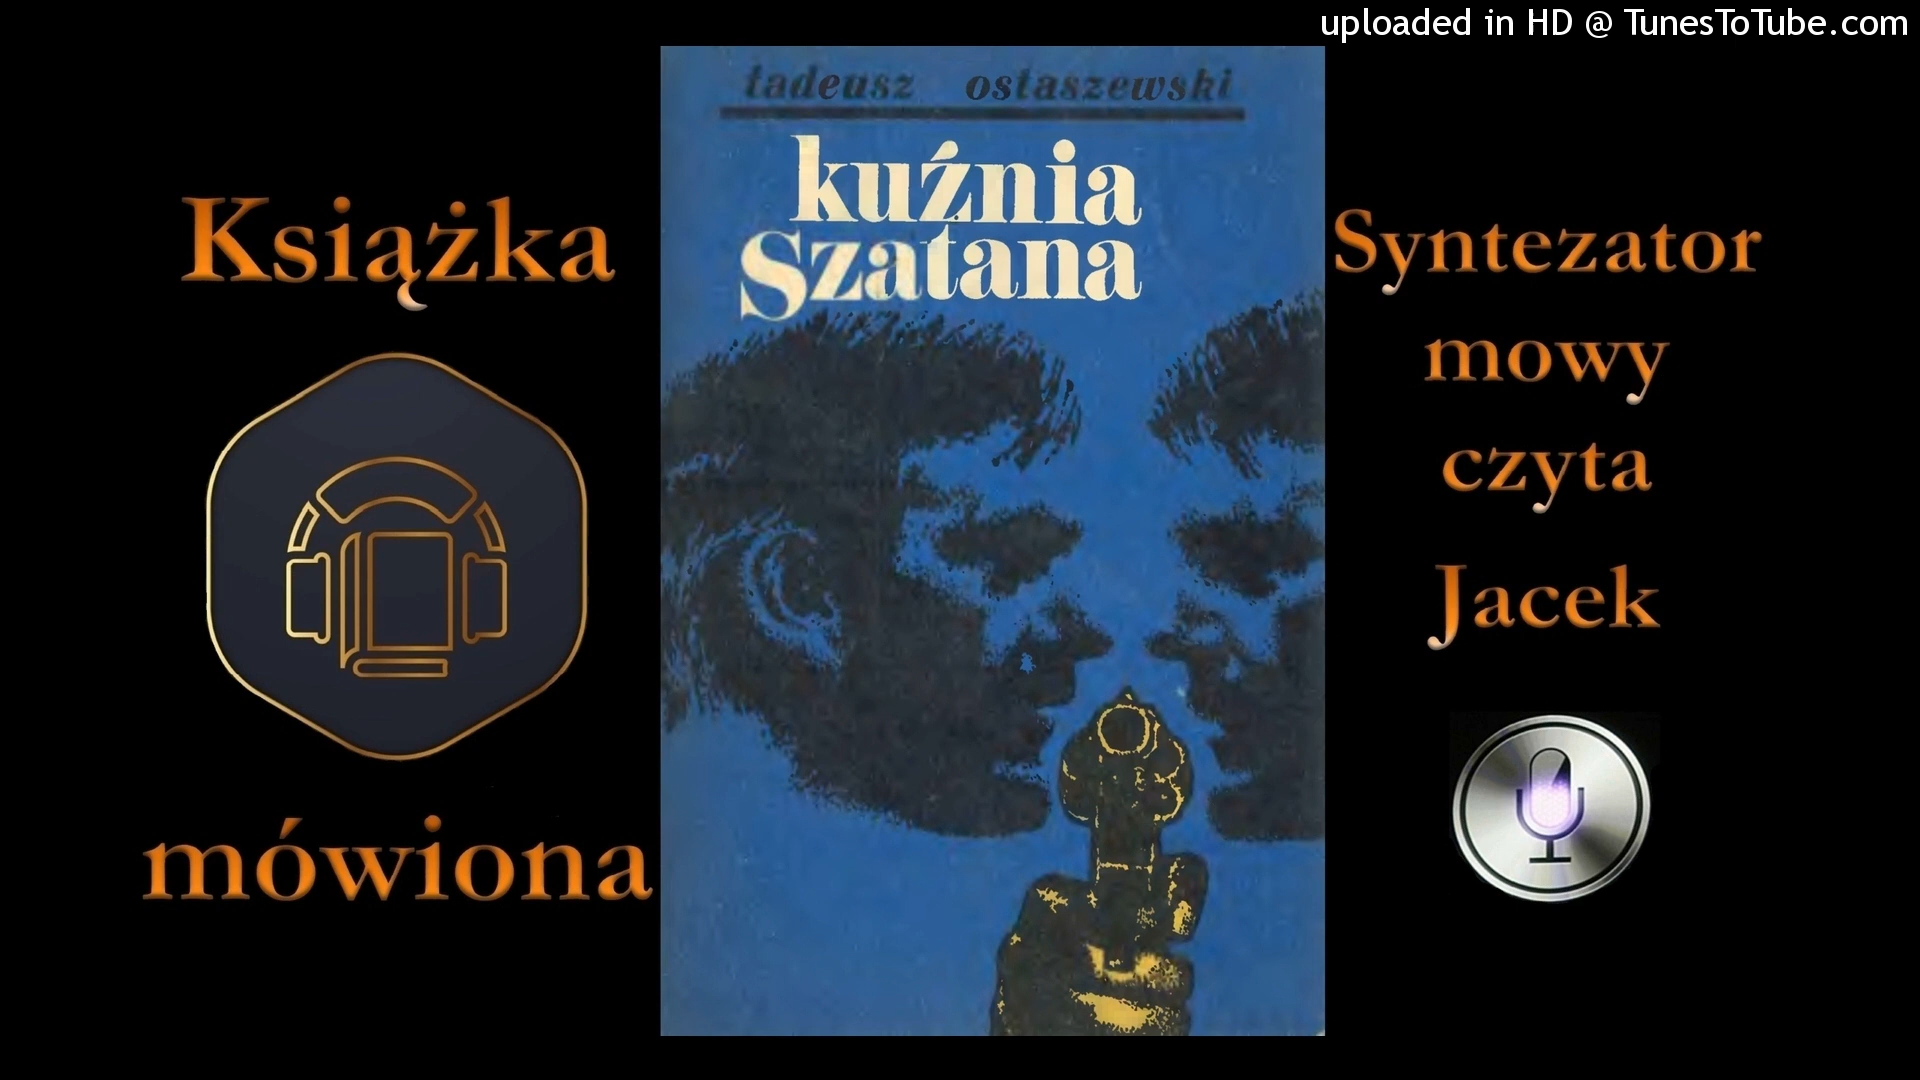 uploaded in HD @ TunesToTube.com
tadeusz ostaszewski
kuźnia
Szatana
Książka
mówiona
Syntezator
mowy
czyta
Jacek